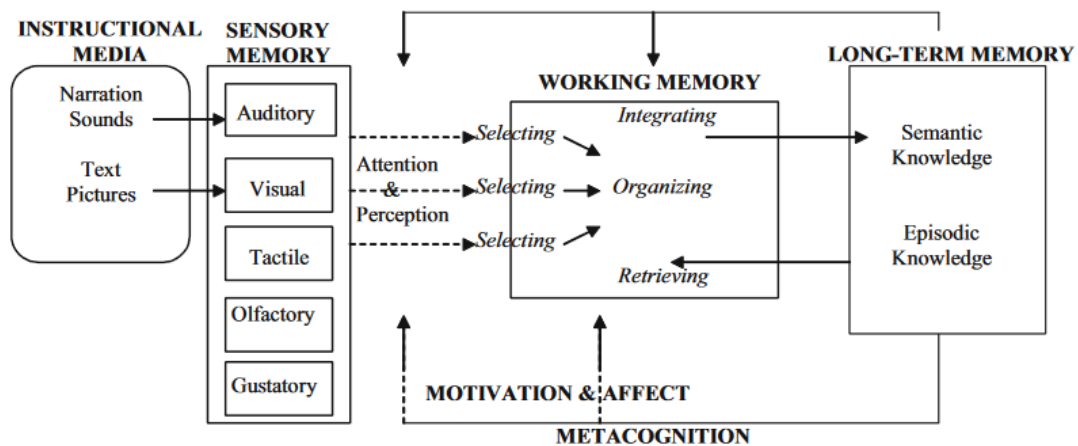 INSTRUCTIONAL
MEDIA
Narration
Sounds
Text
Pictures
SENSORY
MEMORY
Auditory
Visual
Tactile
Olfactory
Gustatory
Attention
&
Perception
Selecting
Selecting
Selecting
WORKING MEMORY
Integrating
Organizing
Retrieving
LONG-TERM MEMORY
Semantic
Knowledge
Episodic
Knowledge
MOTIVATION & AFFECT
METACOGNITION